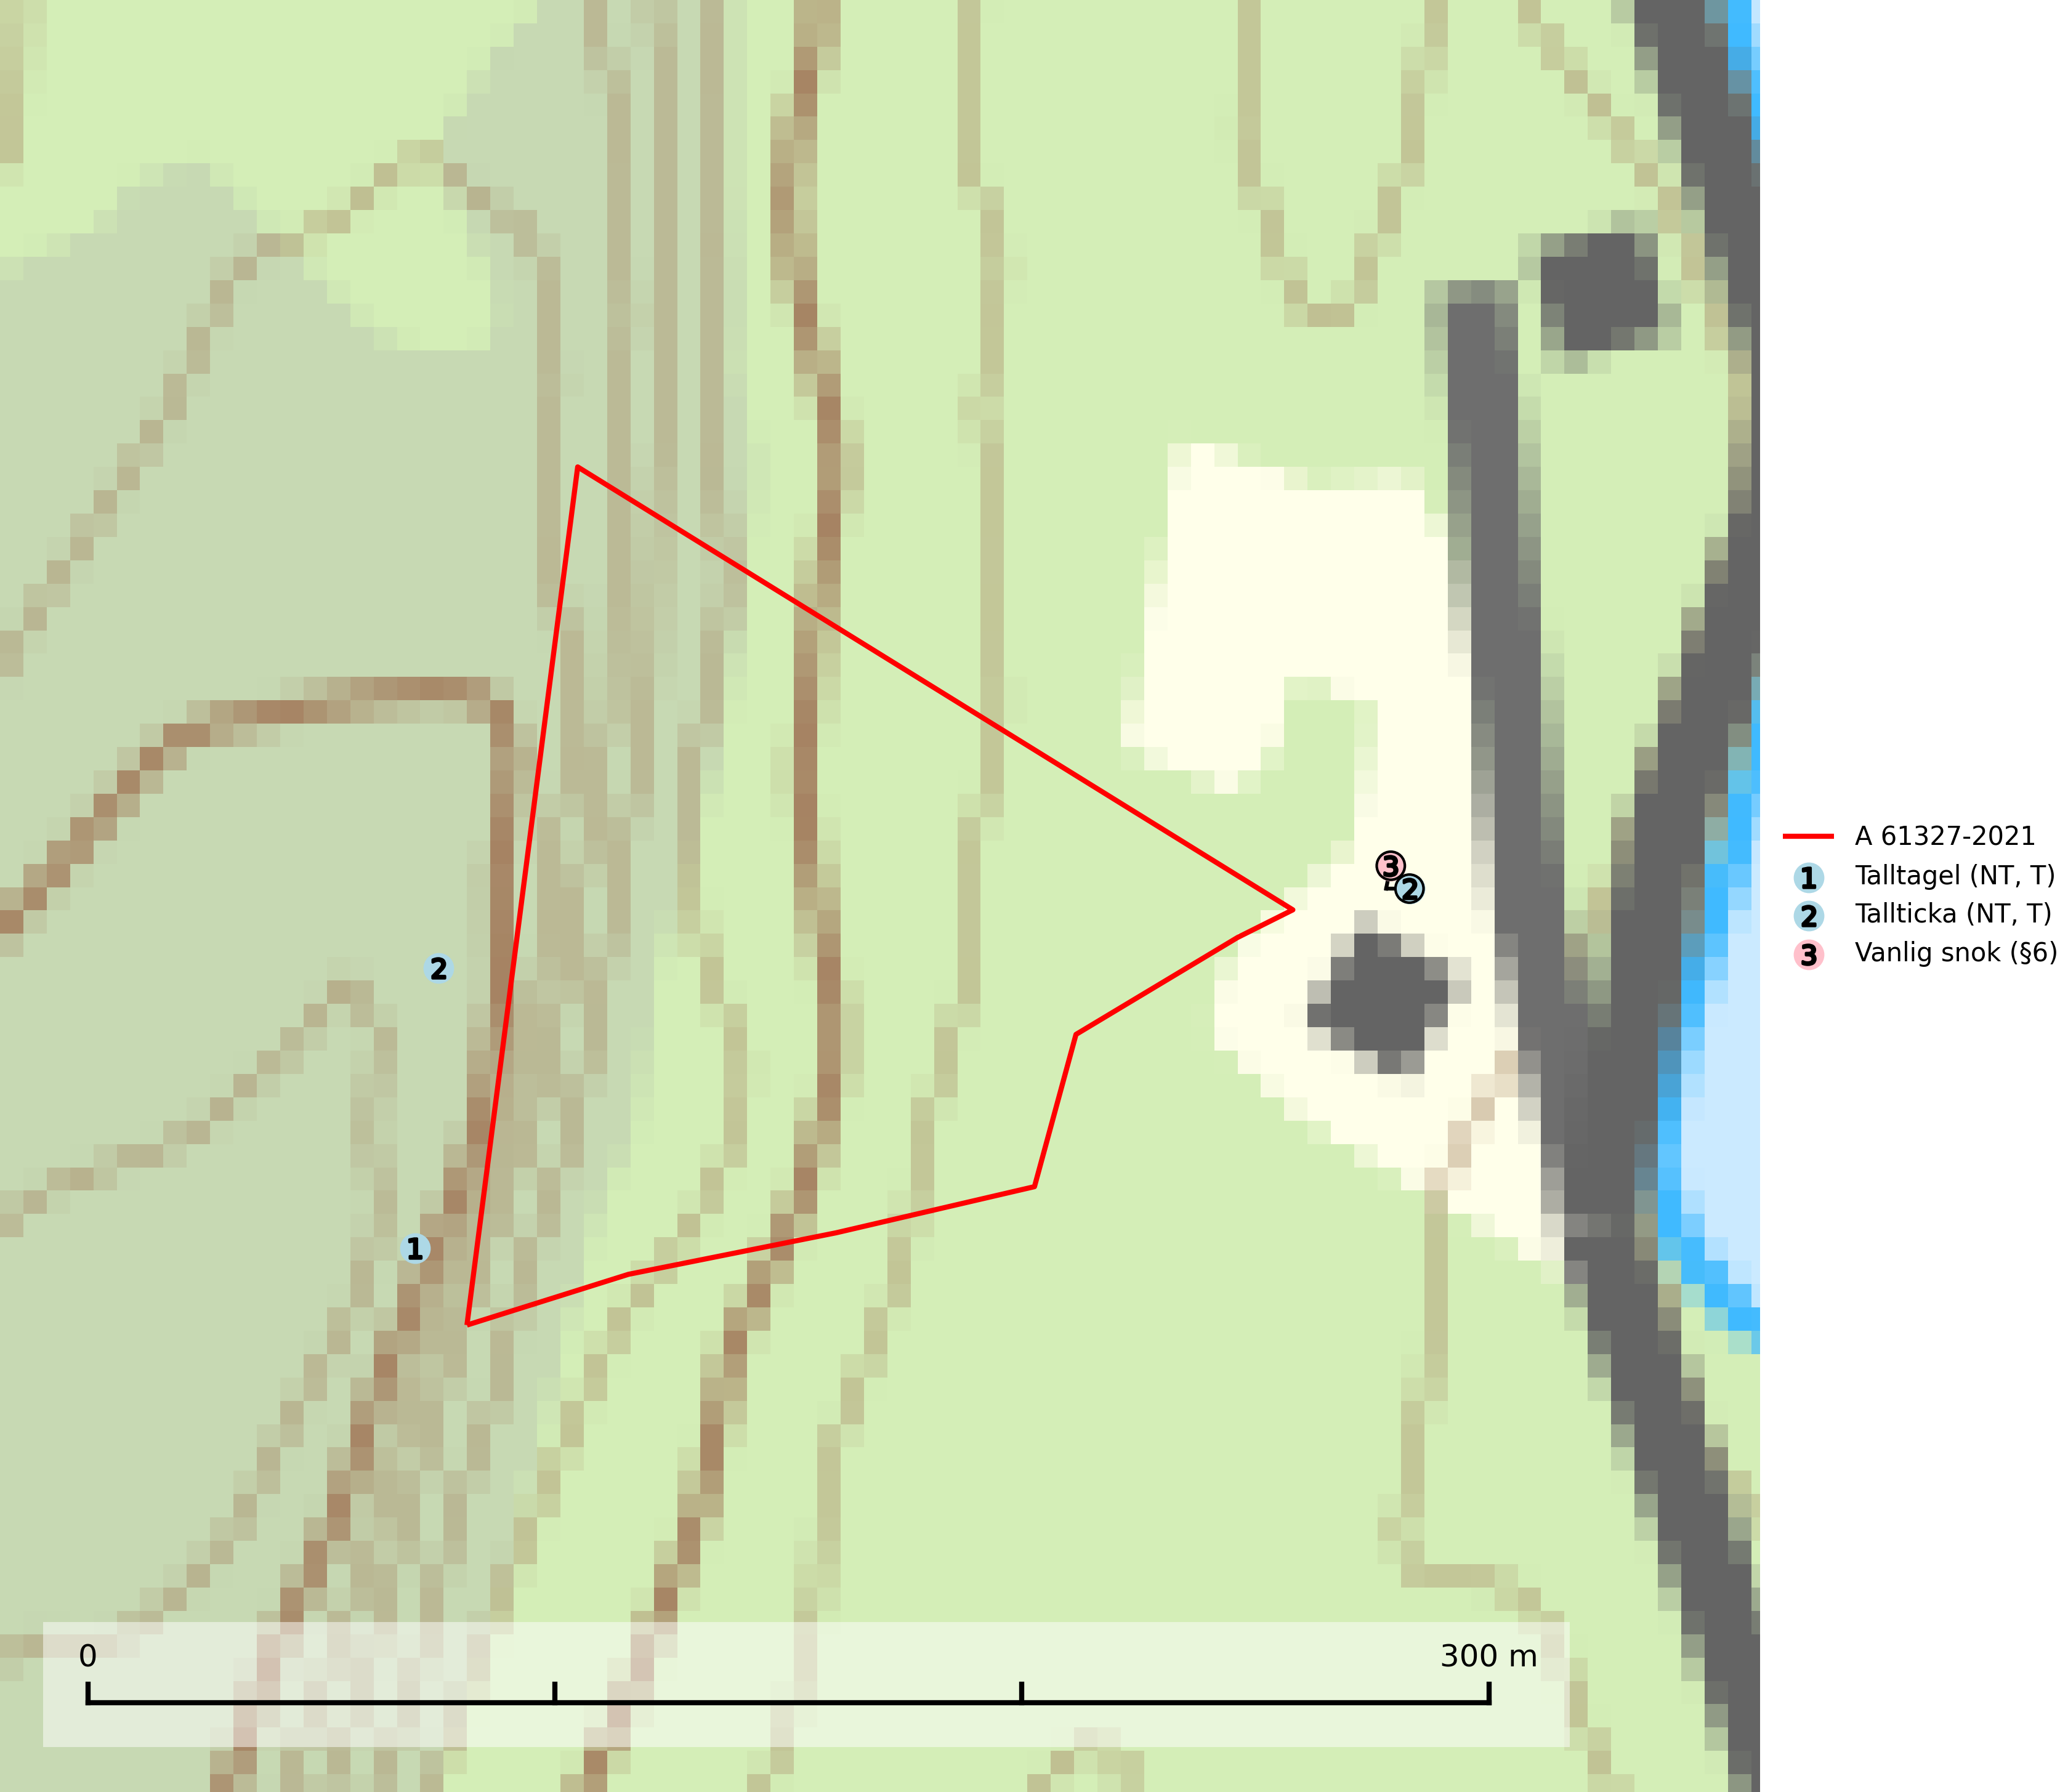 3
2
2
1
0
300 m
A 61327-2021
1 Talltagel (NT, T)
2 Tallticka (NT, T)
3 Vanlig snok (§6)